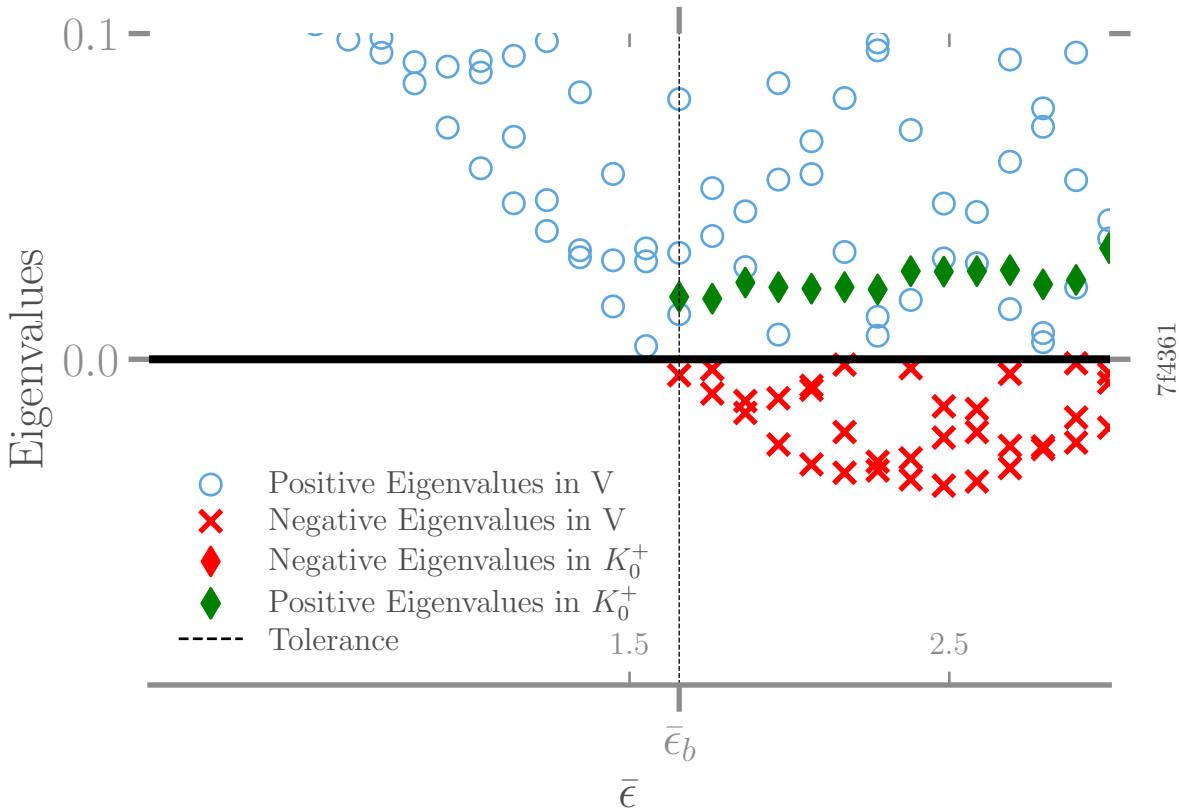 0.1
0.0
Eigenvalues
7f4361
Positive Eigenvalues in V
Negative Eigenvalues in V
Negative Eigenvalues in $K_0^+$
Positive Eigenvalues in $K_0^+$
Tolerance
1.5 2.5
$\bar{\epsilon}_b$
$\bar{\epsilon}$